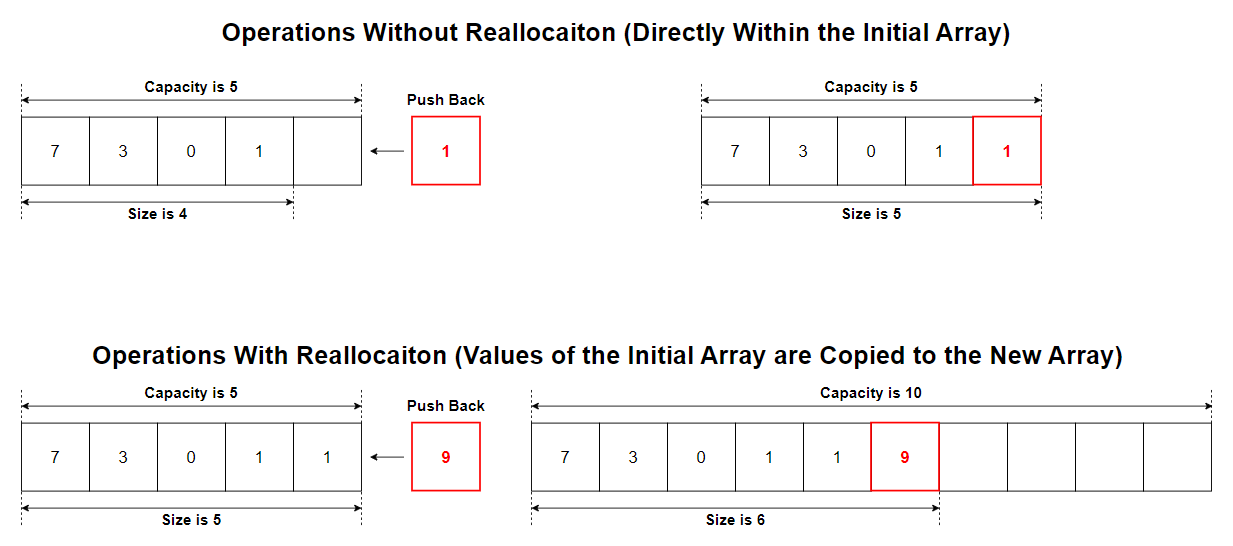 Operations Without Reallocaiton (Directly Within the Initial Array)
Capacity is 5
Push Back
7 3 0 1
1
Size is 4
Capacity is 5
7 3 0 1 1
Size is 5
Operations With Reallocaiton (Values of the Initial Array are Copied to the New Array)
Capacity is 5
Push Back
7 3 0 1 1
9
Size is 5
Capacity is 10
7 3 0 1 1 9
Size is 6